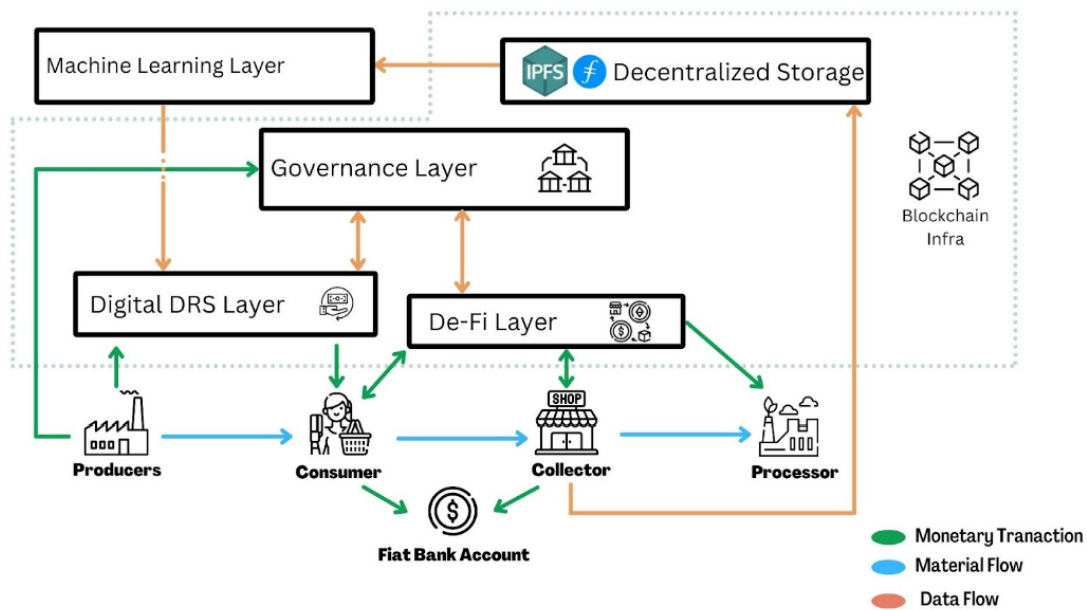 Machine Learning Layer
IPFS Decentralized Storage
Governance Layer
Blockchain
Infra
Digital DRS Layer
De-Fi Layer
SHOP
Producers
Consumer
Collector
Processor
Fiat Bank Account
Monetary Tranaction
Material Flow
Data Flow